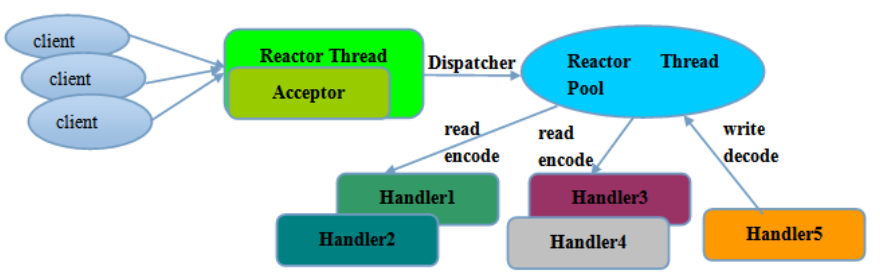 client
client
client
Reactor Thread
Acceptor
Dispatcher
Reactor Thread
Pool
read
encode
read
encode
write
decode
Handler1
Handler2
Handler3
Handler4
Handler5